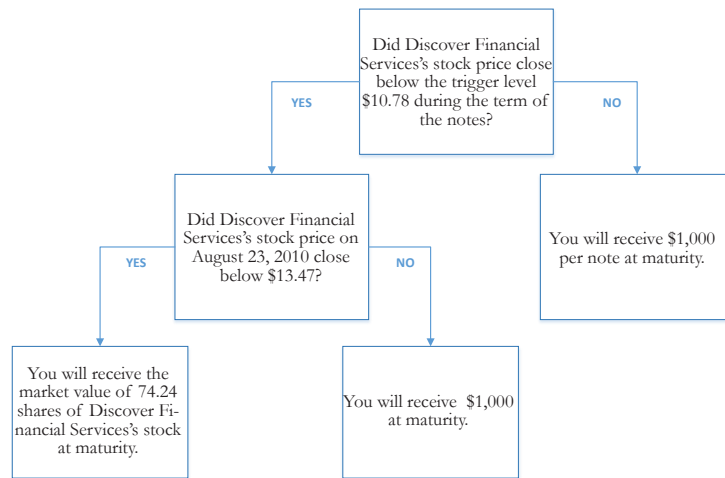 Did Discover Financial
Services's stock price close
below the trigger level
$10.78 during the term of
the notes?
YES
NO
Did Discover Financial
Services's stock price on
August 23, 2010 close
below $13.47?
You will receive $1,000
per note at maturity.
YES
NO
You will receive the
market value of 74.24
shares of Discover Fi-
nancial Services's stock
at maturity.
You will receive $1,000
at maturity.